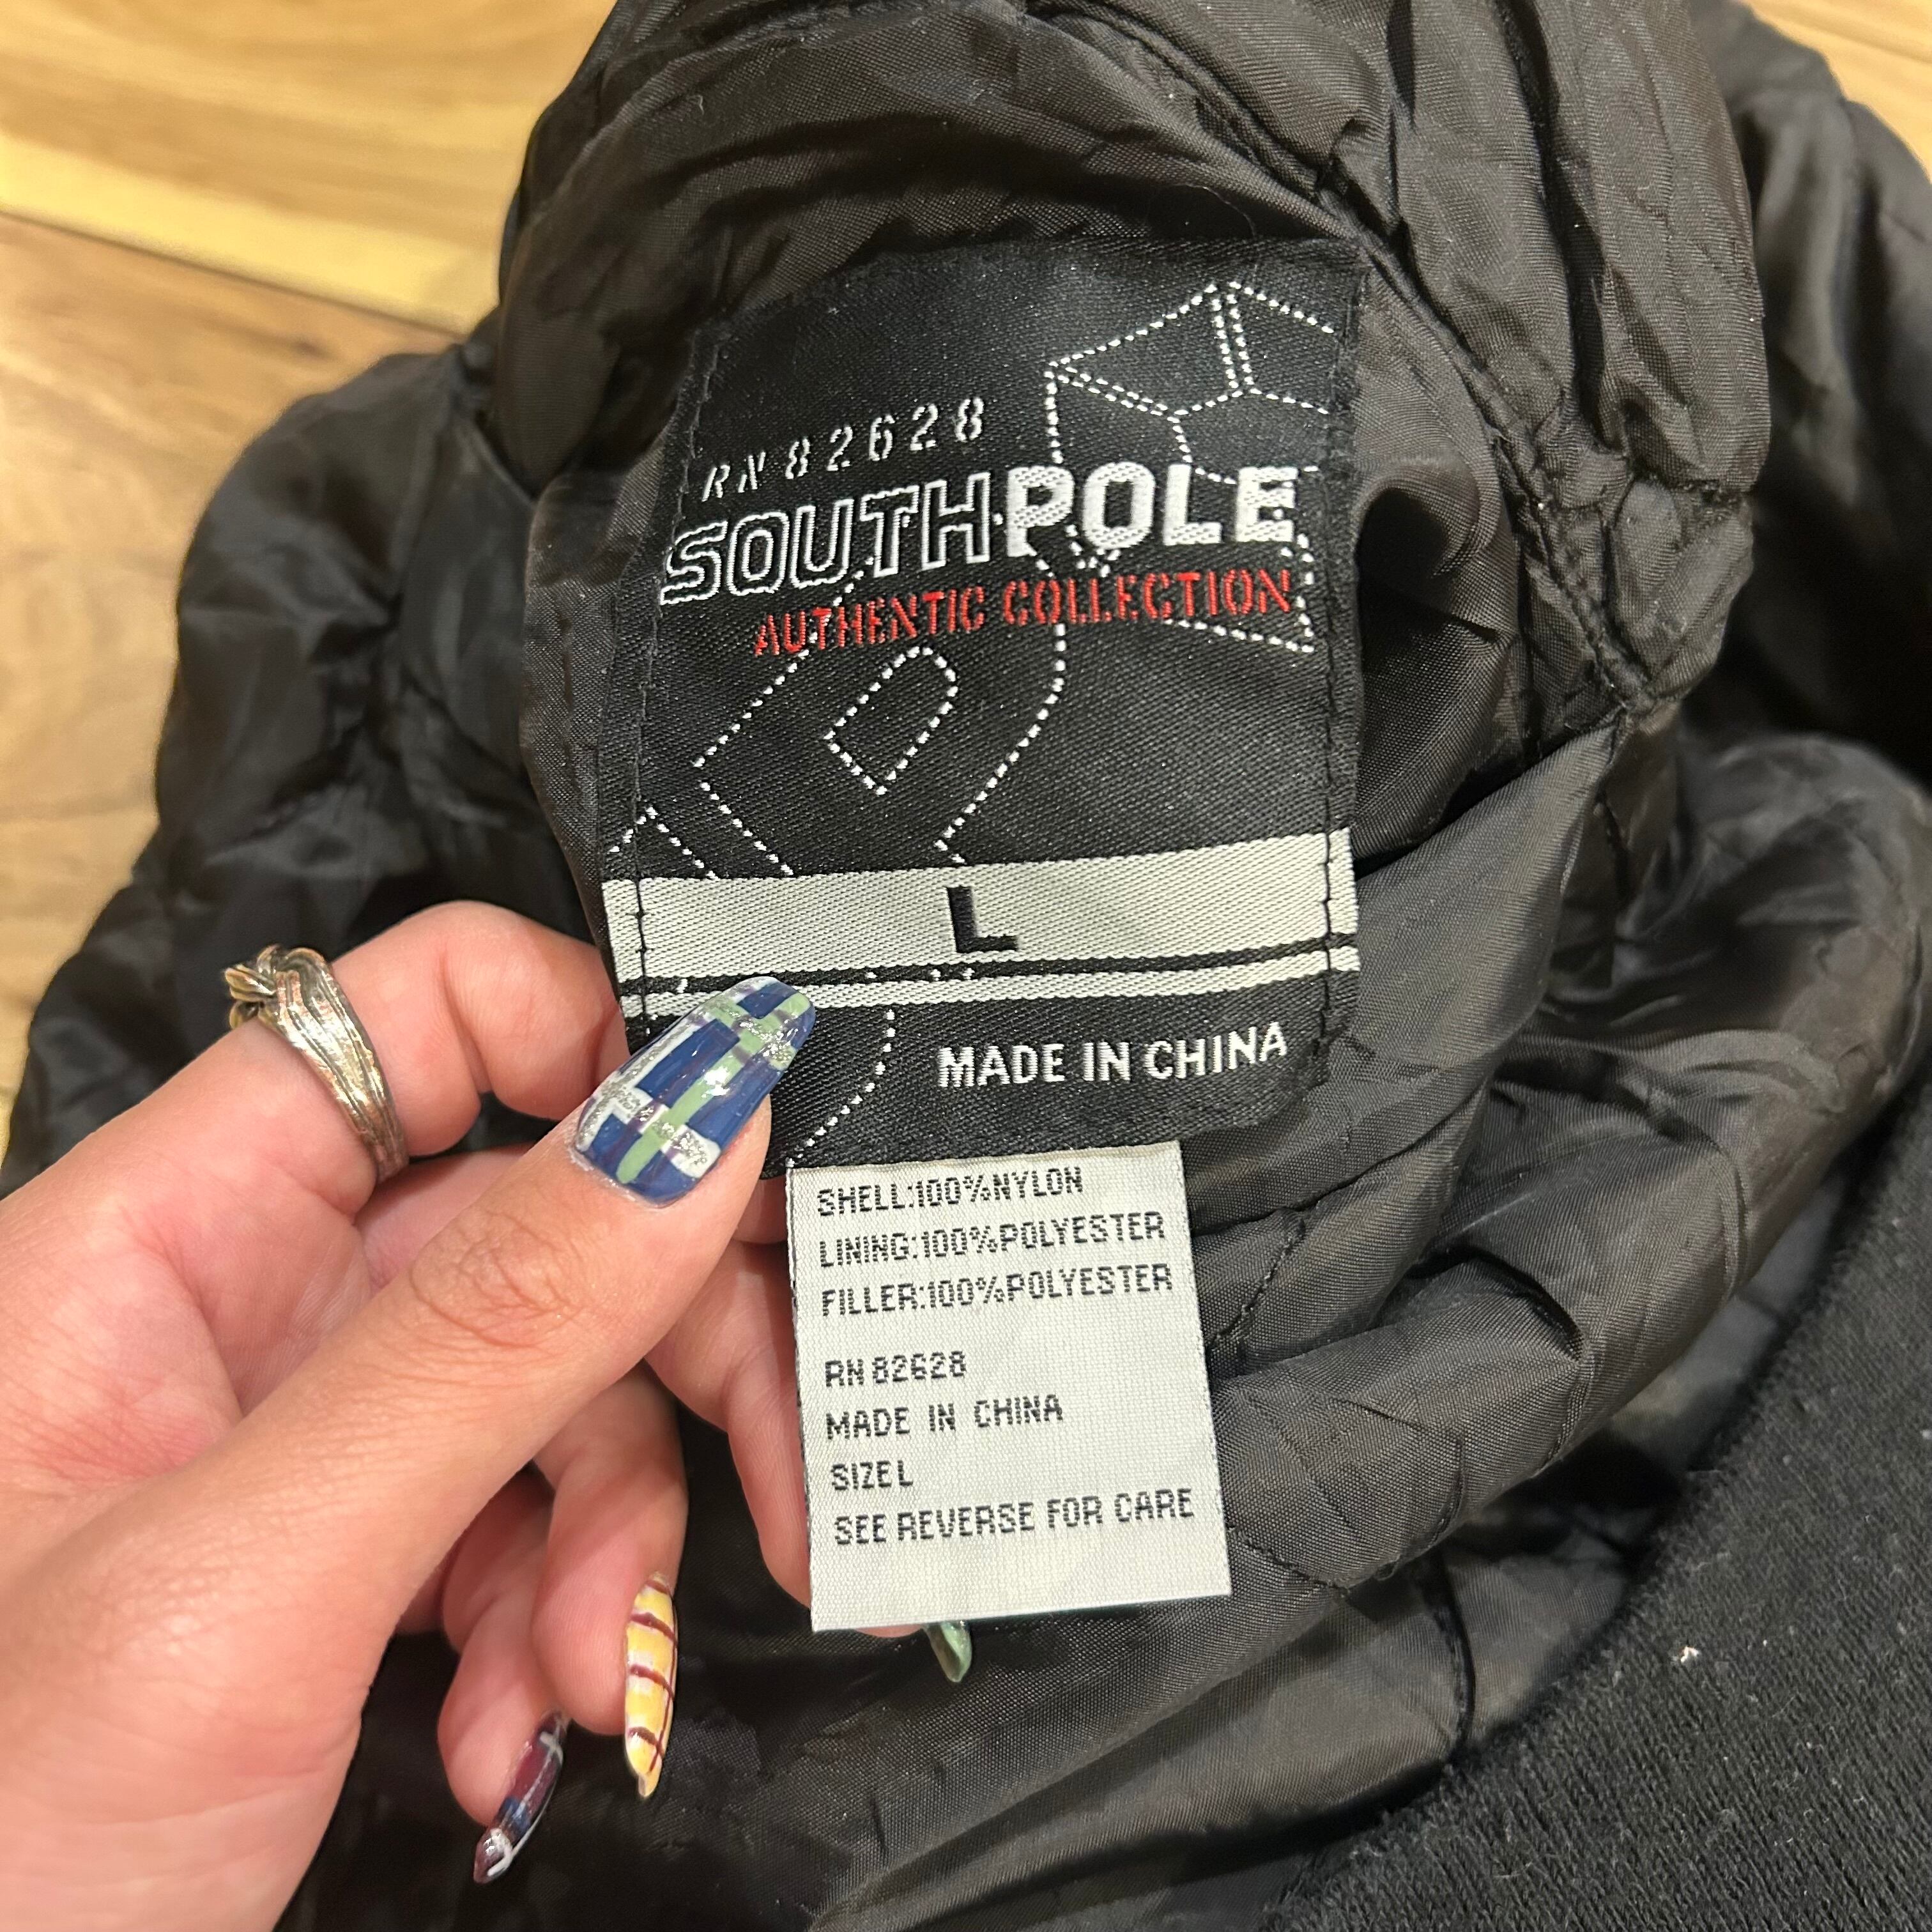 RN 82628
SOUTHPOLE
AUTHENTIC COLLECTION
L
MADE IN CHINA
SHELL:100%NYLON
LINING:100%POLYESTER
FILLER:100%POLYESTER
RN 82628
MADE IN CHINA
SIZE L
SEE REVERSE FOR CARE